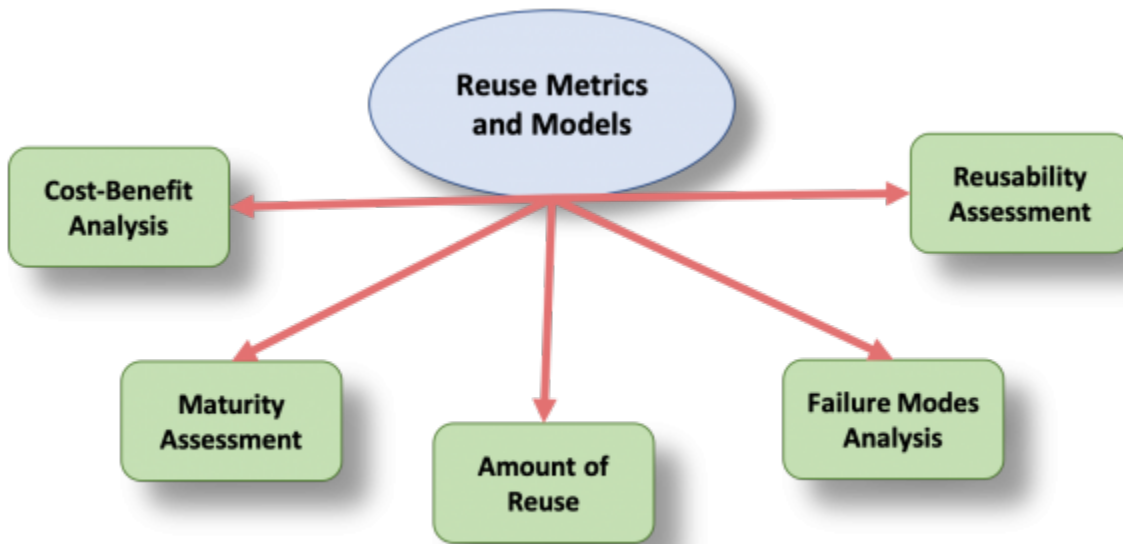 Reuse Metrics
and Models
Cost-Benefit
Analysis
Reusability
Assessment
Maturity
Assessment
Amount of
Reuse
Failure Modes
Analysis